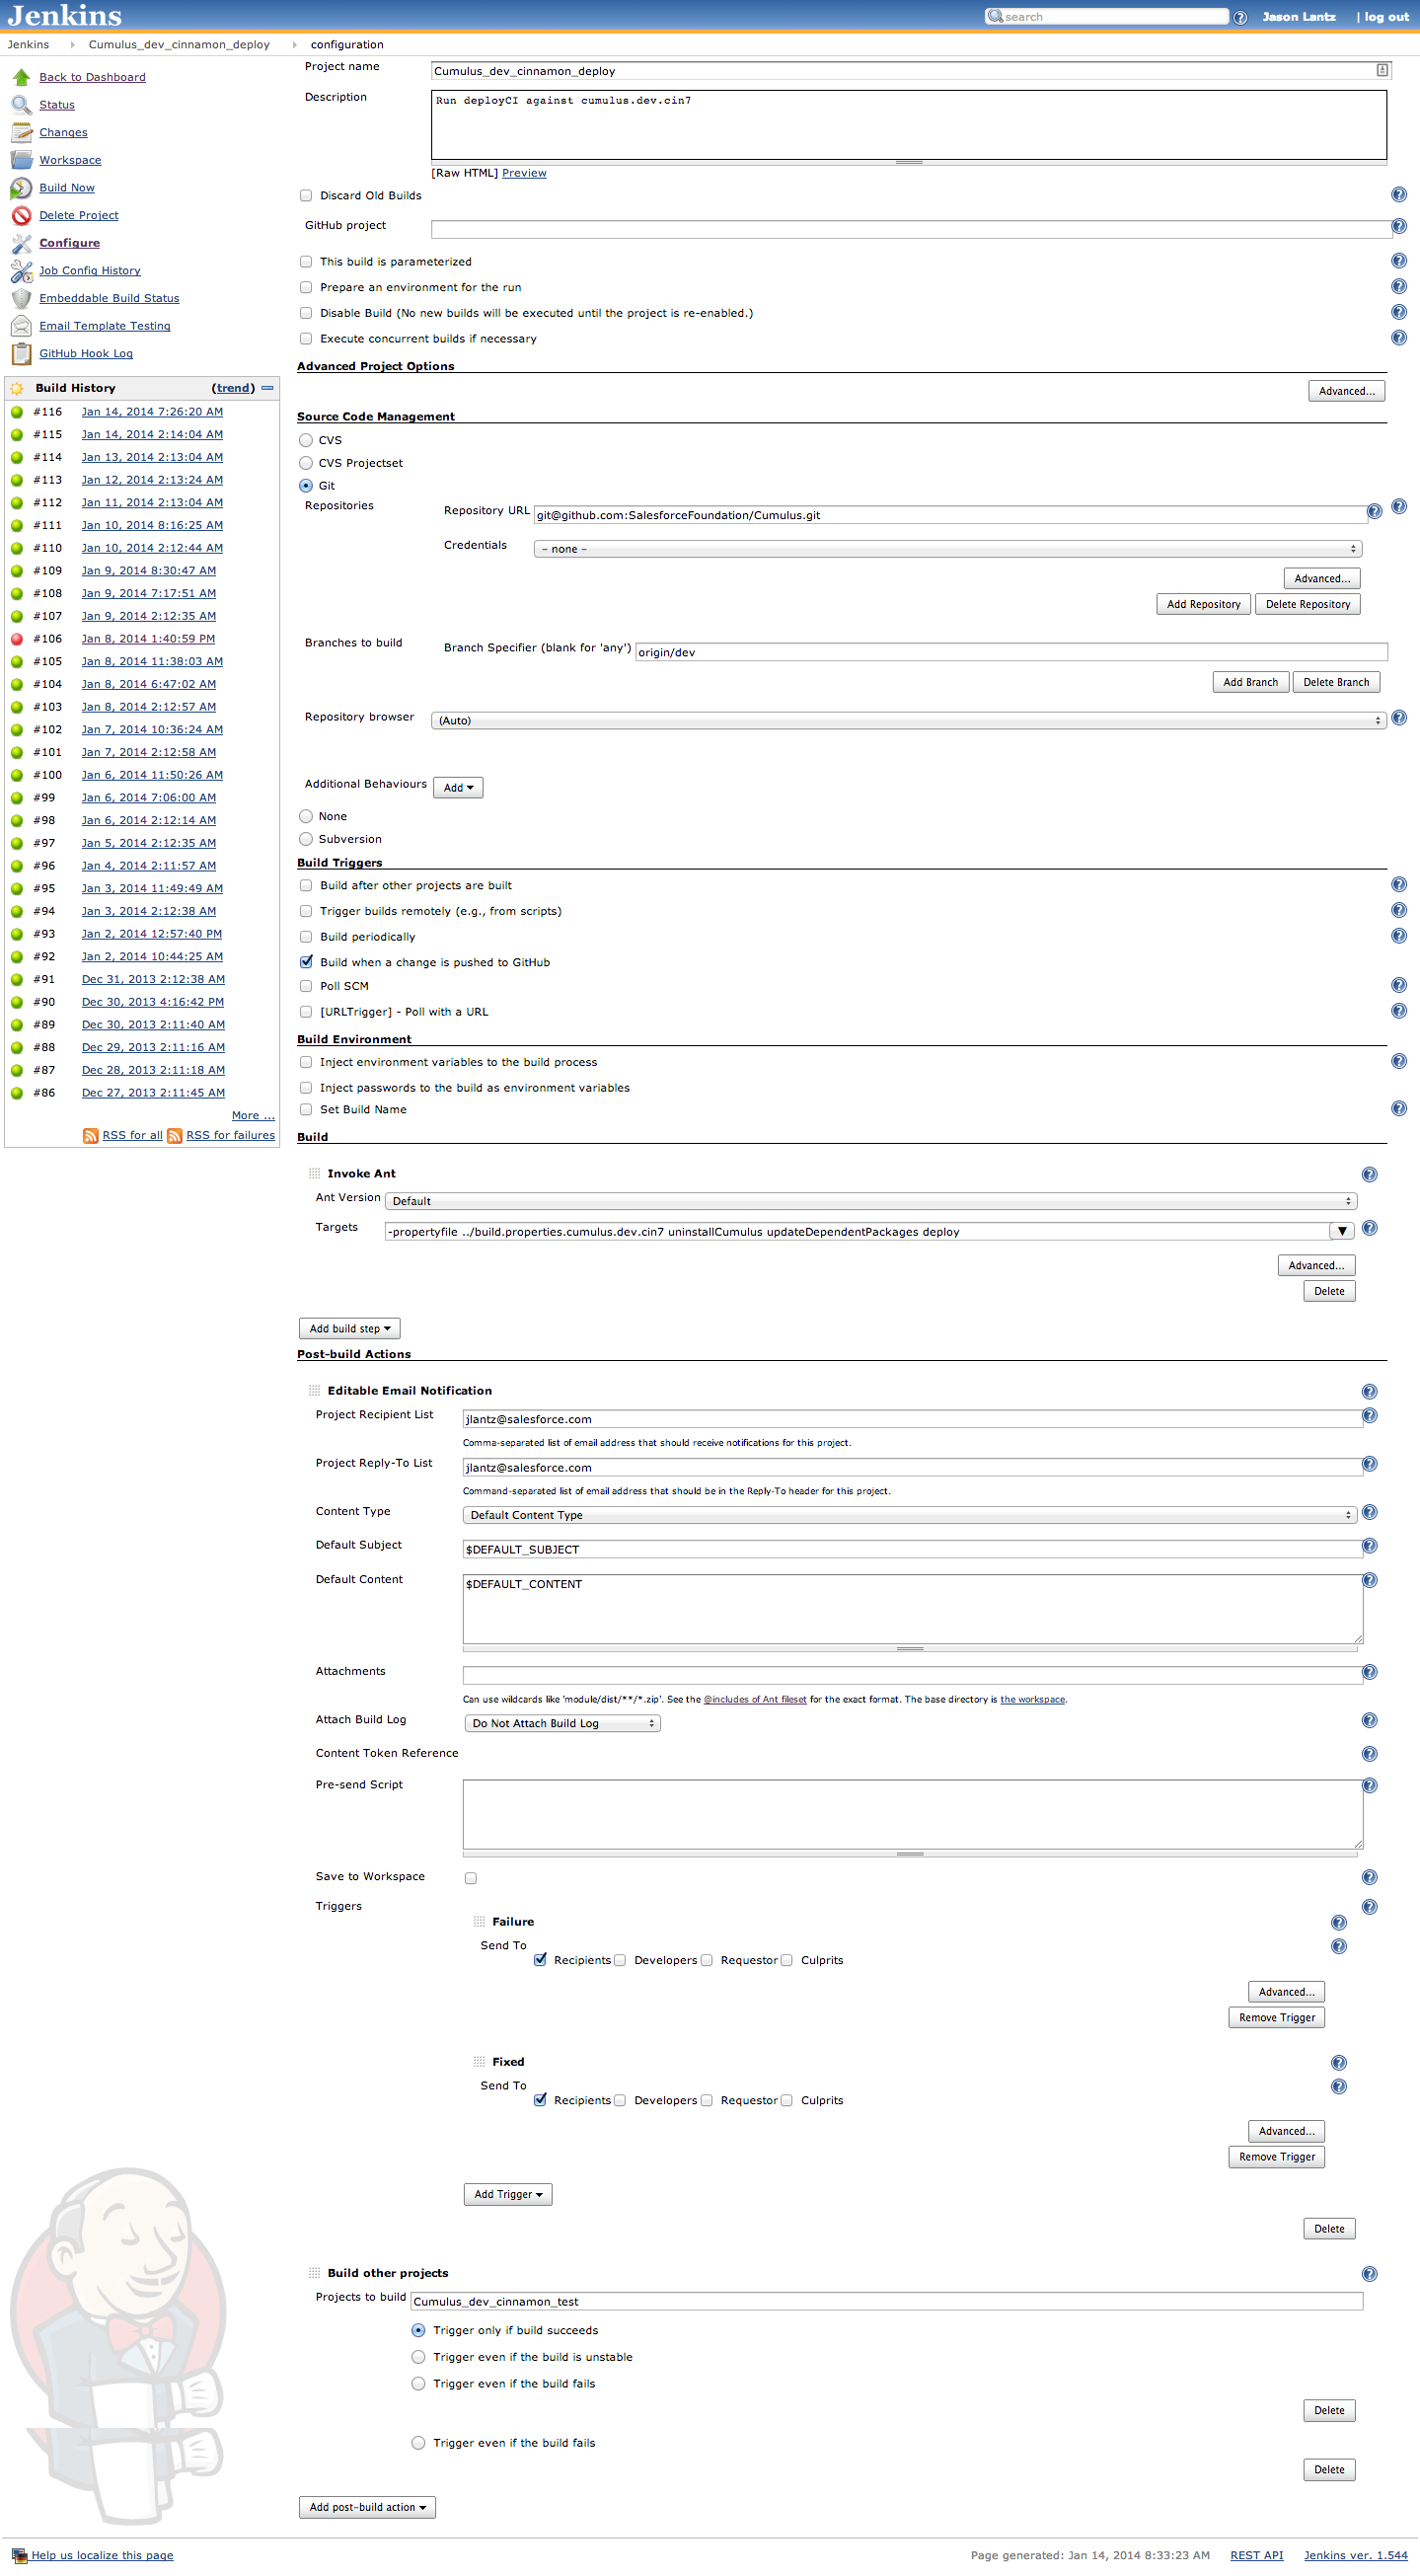 Jenkins
search
Jason Lantz
| log out
Jenkins
Cumulus_dev_cinnamon_deploy
configuration
Back to Dashboard
Status
Changes
Workspace
Build Now
Delete Project
Configure
Job Config History
Embeddable Build Status
Email Template Testing
GitHub Hook Log
Build History (trend)
#116 Jan 14, 2014 7:26:20 AM
#115 Jan 14, 2014 2:14:04 AM
#114 Jan 13, 2014 2:13:04 AM
#113 Jan 12, 2014 2:13:24 AM
#112 Jan 11, 2014 2:13:04 AM
#111 Jan 10, 2014 8:16:25 AM
#110 Jan 10, 2014 2:12:44 AM
#109 Jan 9, 2014 8:30:47 AM
#108 Jan 9, 2014 7:17:51 AM
#107 Jan 9, 2014 2:12:35 AM
#106 Jan 8, 2014 1:40:59 PM
#105 Jan 8, 2014 11:38:03 AM
#104 Jan 8, 2014 6:47:02 AM
#103 Jan 8, 2014 2:12:57 AM
#102 Jan 7, 2014 10:36:24 AM
#101 Jan 7, 2014 2:12:58 AM
#100 Jan 6, 2014 11:50:26 AM
#99 Jan 6, 2014 7:06:00 AM
#98 Jan 6, 2014 2:12:14 AM
#97 Jan 5, 2014 2:12:35 AM
#96 Jan 4, 2014 2:11:57 AM
#95 Jan 3, 2014 11:49:49 AM
#94 Jan 3, 2014 2:12:38 AM
#93 Jan 2, 2014 12:57:40 PM
#92 Jan 2, 2014 10:44:25 AM
#91 Dec 31, 2013 2:12:38 AM
#90 Dec 30, 2013 4:16:42 PM
#89 Dec 30, 2013 2:11:40 AM
#88 Dec 29, 2013 2:11:16 AM
#87 Dec 28, 2013 2:11:18 AM
#86 Dec 27, 2013 2:11:45 AM
More ...
RSS for all RSS for failures
Project name Cumulus_dev_cinnamon_deploy
Description Run deployCI against cumulus.dev.cin7
[Raw HTML] Preview
Discard Old Builds
GitHub project
This build is parameterized
Prepare an environment for the run
Disable Build (No new builds will be executed until the project is re-enabled.)
Execute concurrent builds if necessary
Advanced Project Options
Advanced...
Source Code Management
CVS
CVS Projectset
Git
Repositories Repository URL git@github.com:SalesforceFoundation/Cumulus.git
Credentials - none -
Advanced...
Add Repository Delete Repository
Branches to build Branch Specifier (blank for 'any') origin/dev
Add Branch Delete Branch
Repository browser (Auto)
Additional Behaviours Add
None
Subversion
Build Triggers
Build after other projects are built
Trigger builds remotely (e.g., from scripts)
Build periodically
Build when a change is pushed to GitHub
Poll SCM
[URLTrigger] - Poll with a URL
Build Environment
Inject environment variables to the build process
Inject passwords to the build as environment variables
Set Build Name
Build
Invoke Ant
Ant Version Default
Targets -propertyfile ../build.properties.cumulus.dev.cin7 uninstallCumulus updateDependentPackages deploy
Advanced...
Delete
Add build step
Post-build Actions
Editable Email Notification
Project Recipient List jlantz@salesforce.com
Comma-separated list of email address that should receive notifications for this project.
Project Reply-To List jlantz@salesforce.com
Command-separated list of email address that should be in the Reply-To header for this project.
Content Type Default Content Type
Default Subject $DEFAULT_SUBJECT
Default Content $DEFAULT_CONTENT
Attachments
Can use wildcards like 'module/dist/**/*.zip'. See the @includes of Ant fileset for the exact format. The base directory is the workspace.
Attach Build Log Do Not Attach Build Log
Content Token Reference
Pre-send Script
Save to Workspace
Triggers
Failure
Send To
Recipients Developers Requestor Culprits
Advanced...
Remove Trigger
Fixed
Send To
Recipients Developers Requestor Culprits
Advanced...
Remove Trigger
Add Trigger
Delete
Build other projects
Projects to build Cumulus_dev_cinnamon_test
Trigger only if build succeeds
Trigger even if the build is unstable
Trigger even if the build fails
Delete
Trigger even if the build fails
Delete
Add post-build action
Help us localize this page
Page generated: Jan 14, 2014 8:33:23 AM REST API Jenkins ver. 1.544